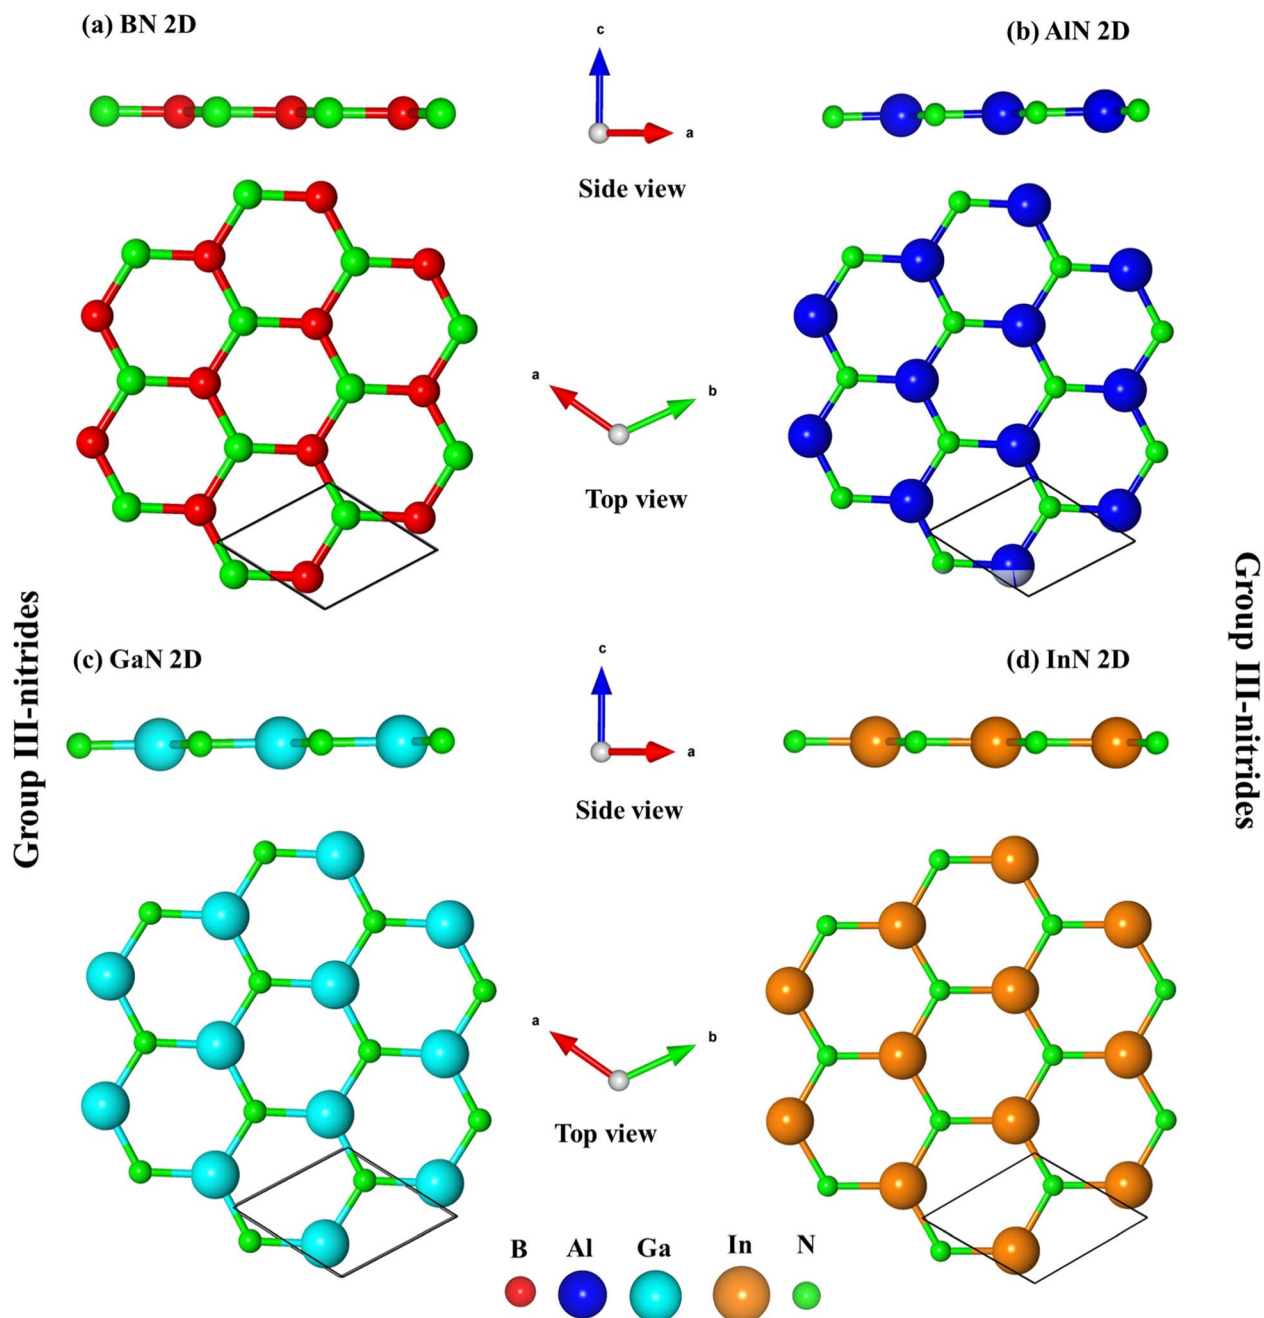 (a) BN 2D
(b) AlN 2D
c
a
Side view
a
b
Top view
Group III-nitrides
Group III-nitrides
(c) GaN 2D
(d) InN 2D
c
a
Side view
a
b
Top view
B
Al
Ga
In
N